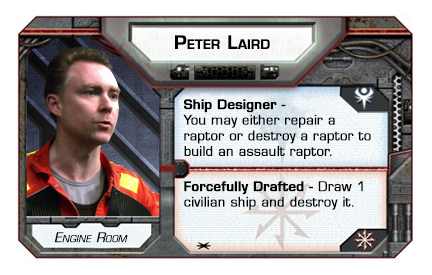 PETER LAIRD
Ship Designer -
You may either repair a
raptor or destroy a raptor to
build an assault raptor.
Forcefully Drafted - Draw 1
civilian ship and destroy it.
ENGINE ROOM